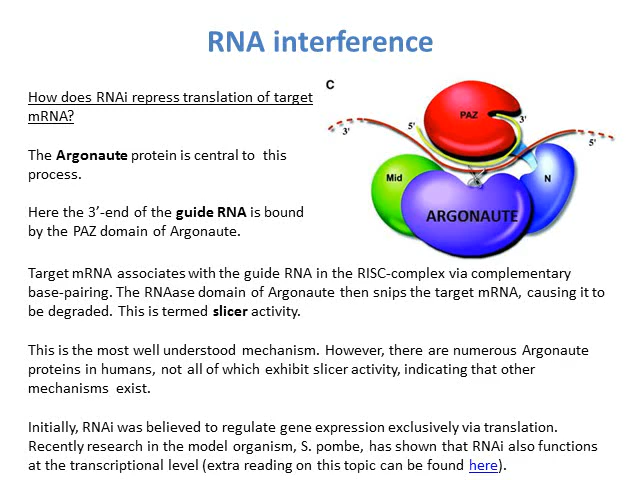 RNA interference
How does RNAi repress translation of target
mRNA?
The Argonaute protein is central to this
process.
Here the 3’-end of the guide RNA is bound
by the PAZ domain of Argonaute.
C
PAZ
3'
5'
3'
5'
Mid
N
ARGONAUTE
Target mRNA associates with the guide RNA in the RISC-complex via complementary
base-pairing. The RNAase domain of Argonaute then snips the target mRNA, causing it to
be degraded. This is termed slicer activity.
This is the most well understood mechanism. However, there are numerous Argonaute
proteins in humans, not all of which exhibit slicer activity, indicating that other
mechanisms exist.
Initially, RNAi was believed to regulate gene expression exclusively via translation.
Recently research in the model organism, S. pombe, has shown that RNAi also functions
at the transcriptional level (extra reading on this topic can be found here).